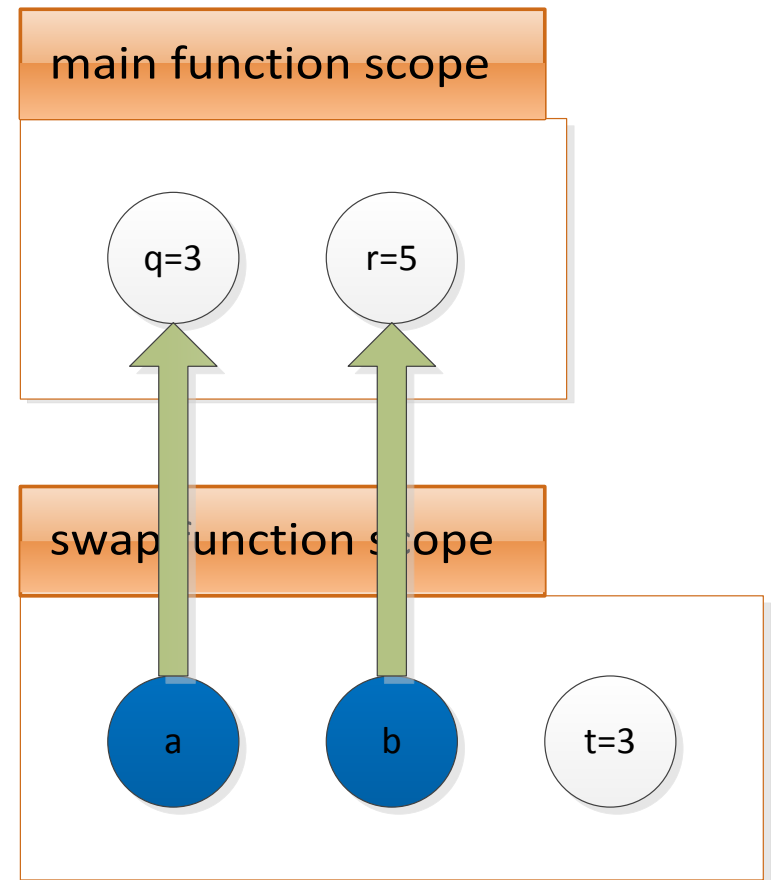 main function scope
q=3
r=5
swap function scope
a
b
t=3